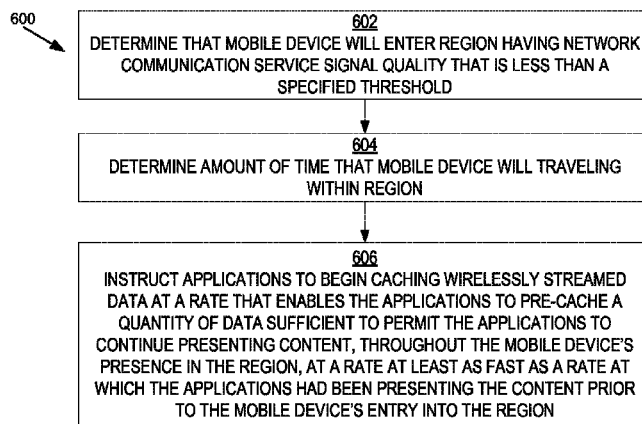 600
602
DETERMINE THAT MOBILE DEVICE WILL ENTER REGION HAVING NETWORK
COMMUNICATION SERVICE SIGNAL QUALITY THAT IS LESS THAN A
SPECIFIED THRESHOLD
604
DETERMINE AMOUNT OF TIME THAT MOBILE DEVICE WILL TRAVELING
WITHIN REGION
606
INSTRUCT APPLICATIONS TO BEGIN CACHING WIRELESSLY STREAMED
DATA AT A RATE THAT ENABLES THE APPLICATIONS TO PRE-CACHE A
QUANTITY OF DATA SUFFICIENT TO PERMIT THE APPLICATIONS TO
CONTINUE PRESENTING CONTENT, THROUGHOUT THE MOBILE DEVICE'S
PRESENCE IN THE REGION, AT A RATE AT LEAST AS FAST AS A RATE AT
WHICH THE APPLICATIONS HAD BEEN PRESENTING THE CONTENT PRIOR
TO THE MOBILE DEVICE'S ENTRY INTO THE REGION